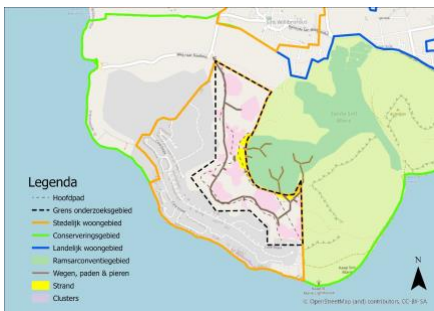 Legenda
Hoofdpad
Grens onderzoeksgebied
Stedelijk woongebied
Conserveringsgebied
Landelijk woongebied
Ramsarconventiegebied
Wegen, paden & pieren
Strand
Clusters
N
© OpenStreetMap (and) contributors, CC-BY-SA